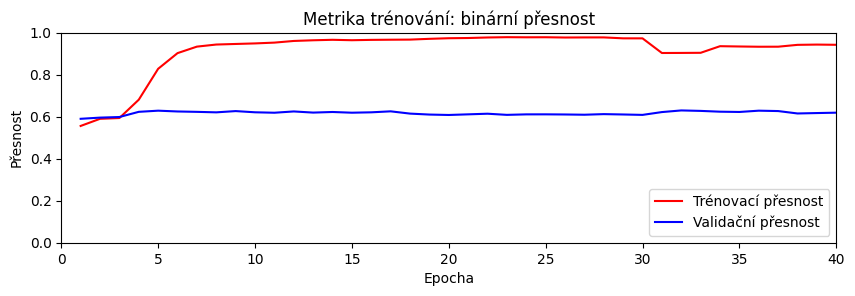 Metrika trénování: binární přesnost
1.0
0.8
0.6
0.4
0.2
0.0
Přesnost
0 5 10 15 20 25 30 35 40
Epocha
Trénovací přesnost
Validační přesnost